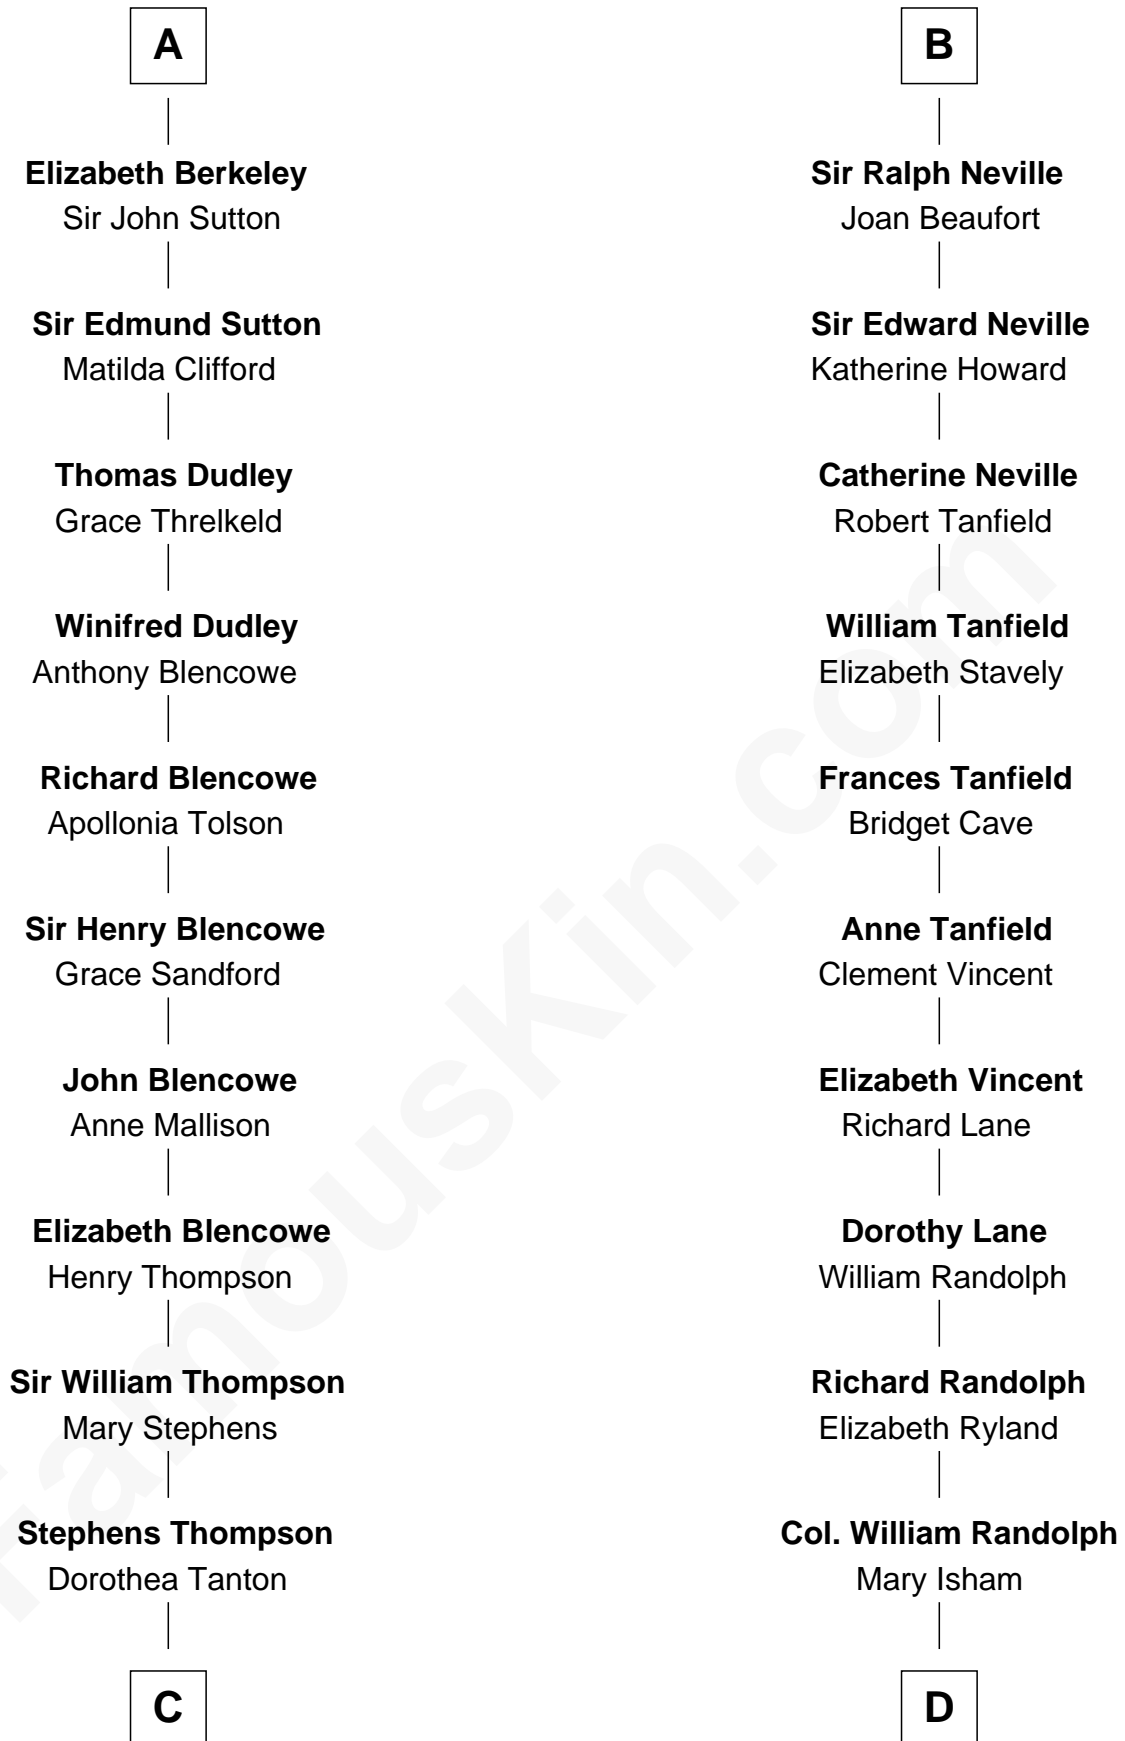 A
Elizabeth Berkeley
Sir John Sutton
Sir Edmund Sutton
Matilda Clifford
Thomas Dudley
Grace Threlkeld
Winifred Dudley
Anthony Blencowe
Richard Blencowe
Apollonia Tolson
Sir Henry Blencowe
Grace Sandford
John Blencowe
Anne Mallison
Elizabeth Blencowe
Henry Thompson
Sir William Thompson
Mary Stephens
Stephens Thompson
Dorothea Tanton
C
B
Sir Ralph Neville
Joan Beaufort
Sir Edward Neville
Katherine Howard
Catherine Neville
Robert Tanfield
William Tanfield
Elizabeth Stavely
Frances Tanfield
Bridget Cave
Anne Tanfield
Clement Vincent
Elizabeth Vincent
Richard Lane
Dorothy Lane
William Randolph
Richard Randolph
Elizabeth Ryland
Col. William Randolph
Mary Isham
D
FamousKin.com